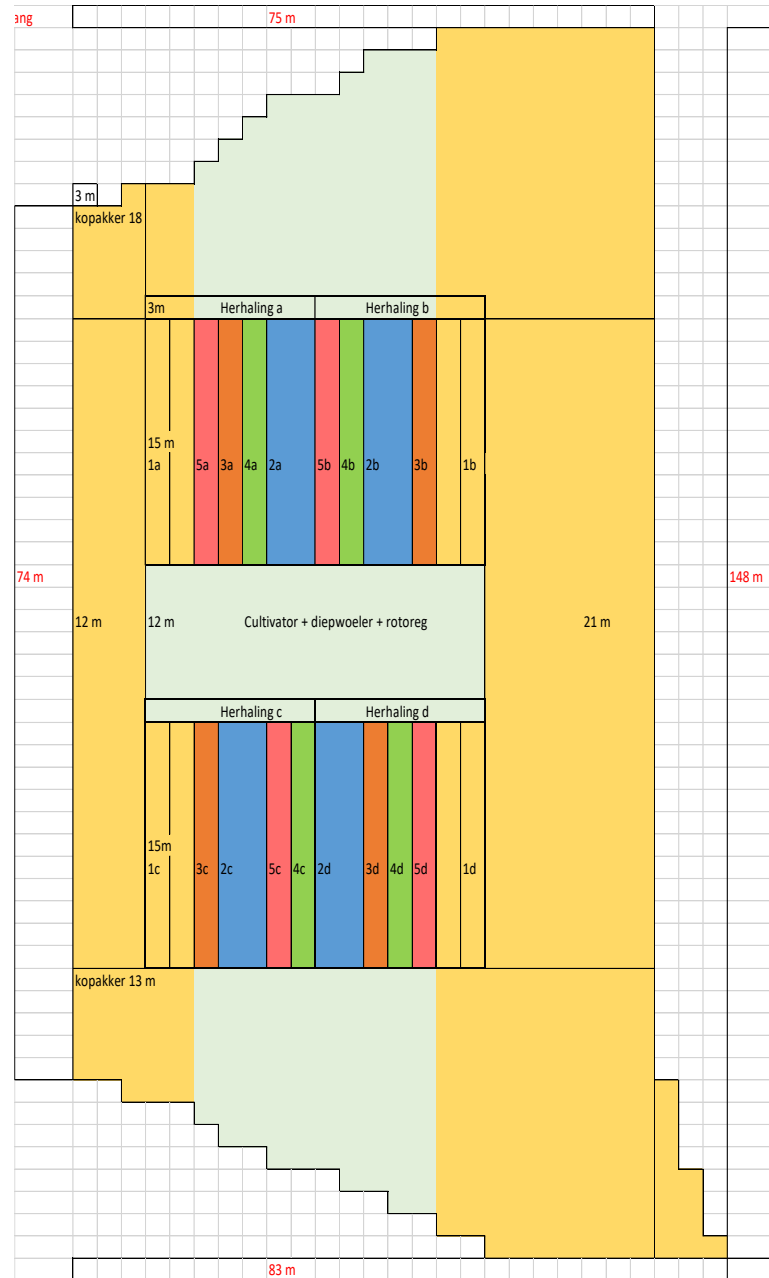 ang
75 m
3 m
kopakker 18
3m
Herhaling a
Herhaling b
15 m
1a
5a
3a
4a
2a
5b
4b
2b
3b
1b
74 m
148 m
12 m
12 m
Cultivator + diepwoeler + rotoreg
21 m
Herhaling c
Herhaling d
15m
1c
3c
2c
5c
4c
2d
3d
4d
5d
1d
kopakker 13 m
83 m